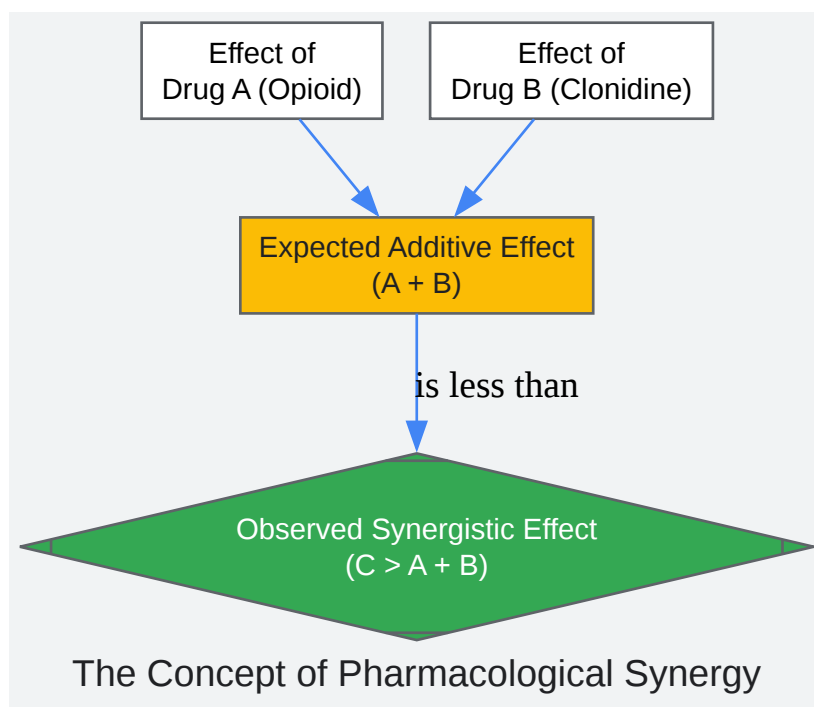 Effect of
Drug A (Opioid)
Effect of
Drug B (Clonidine)
Expected Additive Effect
(A + B)
is less than
Observed Synergistic Effect
(C > A + B)
The Concept of Pharmacological Synergy